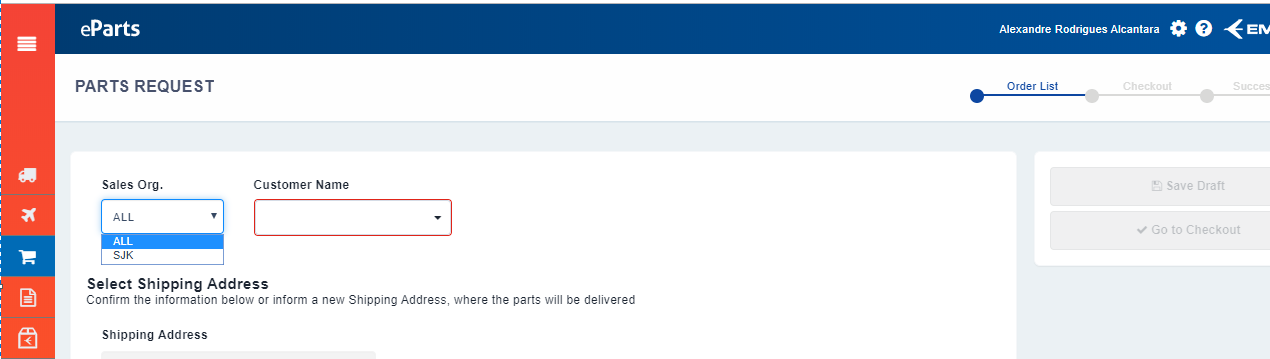 eParts
Alexandre Rodrigues Alcantara
PARTS REQUEST
Order List
Checkout
Sales Org.
Customer Name
ALL
ALL
SJK
Save Draft
Go to Checkout
Select Shipping Address
Confirm the information below or inform a new Shipping Address, where the parts will be delivered
Shipping Address